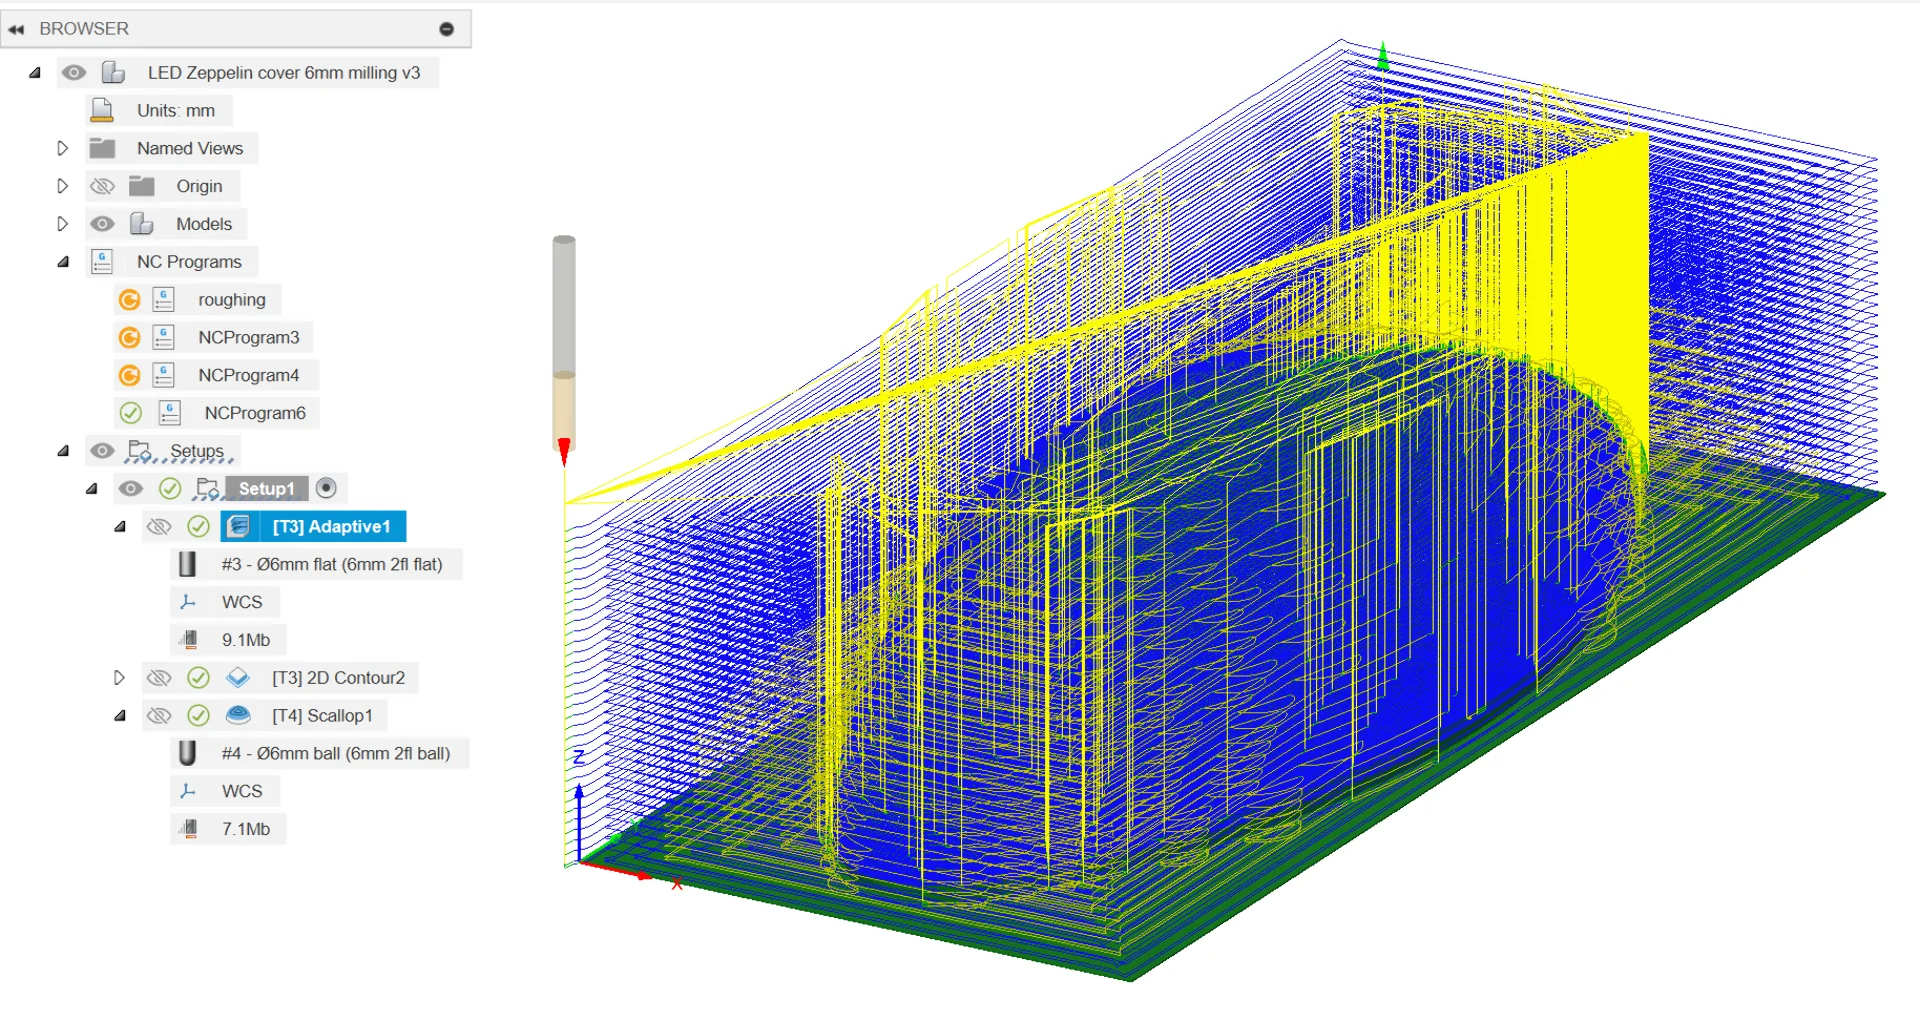 BROWSER
LED Zeppelin cover 6mm milling v3
Units: mm
Named Views
Origin
Models
G
NC Programs
G
roughing
G
NCProgram3
G
NCProgram4
G
NCProgram6
Setups
Setup1
[T3] Adaptive1
#3 - Ø6mm flat (6mm 2fl flat)
WCS
9.1Mb
[T3] 2D Contour2
[T4] Scallop1
#4 - Ø6mm ball (6mm 2fl ball)
WCS
7.1Mb
Z
Y
X